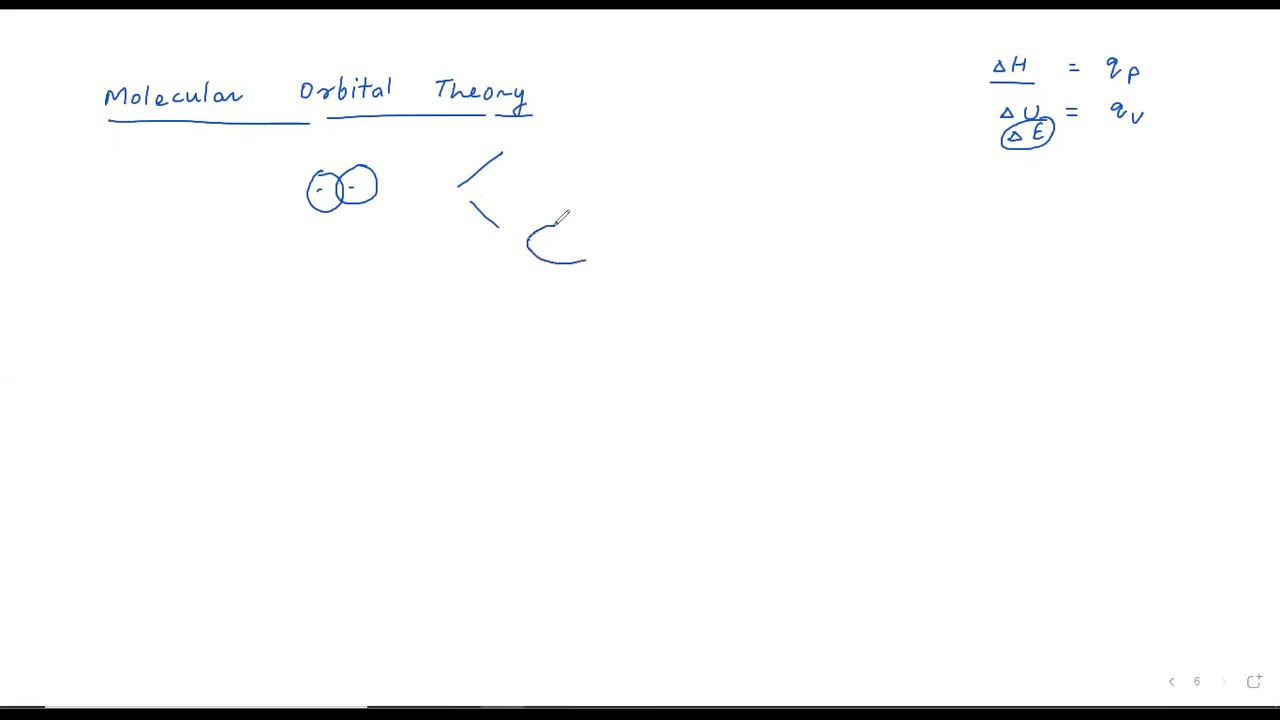 Molecular Orbital Theory
ΔH = qP
ΔU = qV
ΔE
6